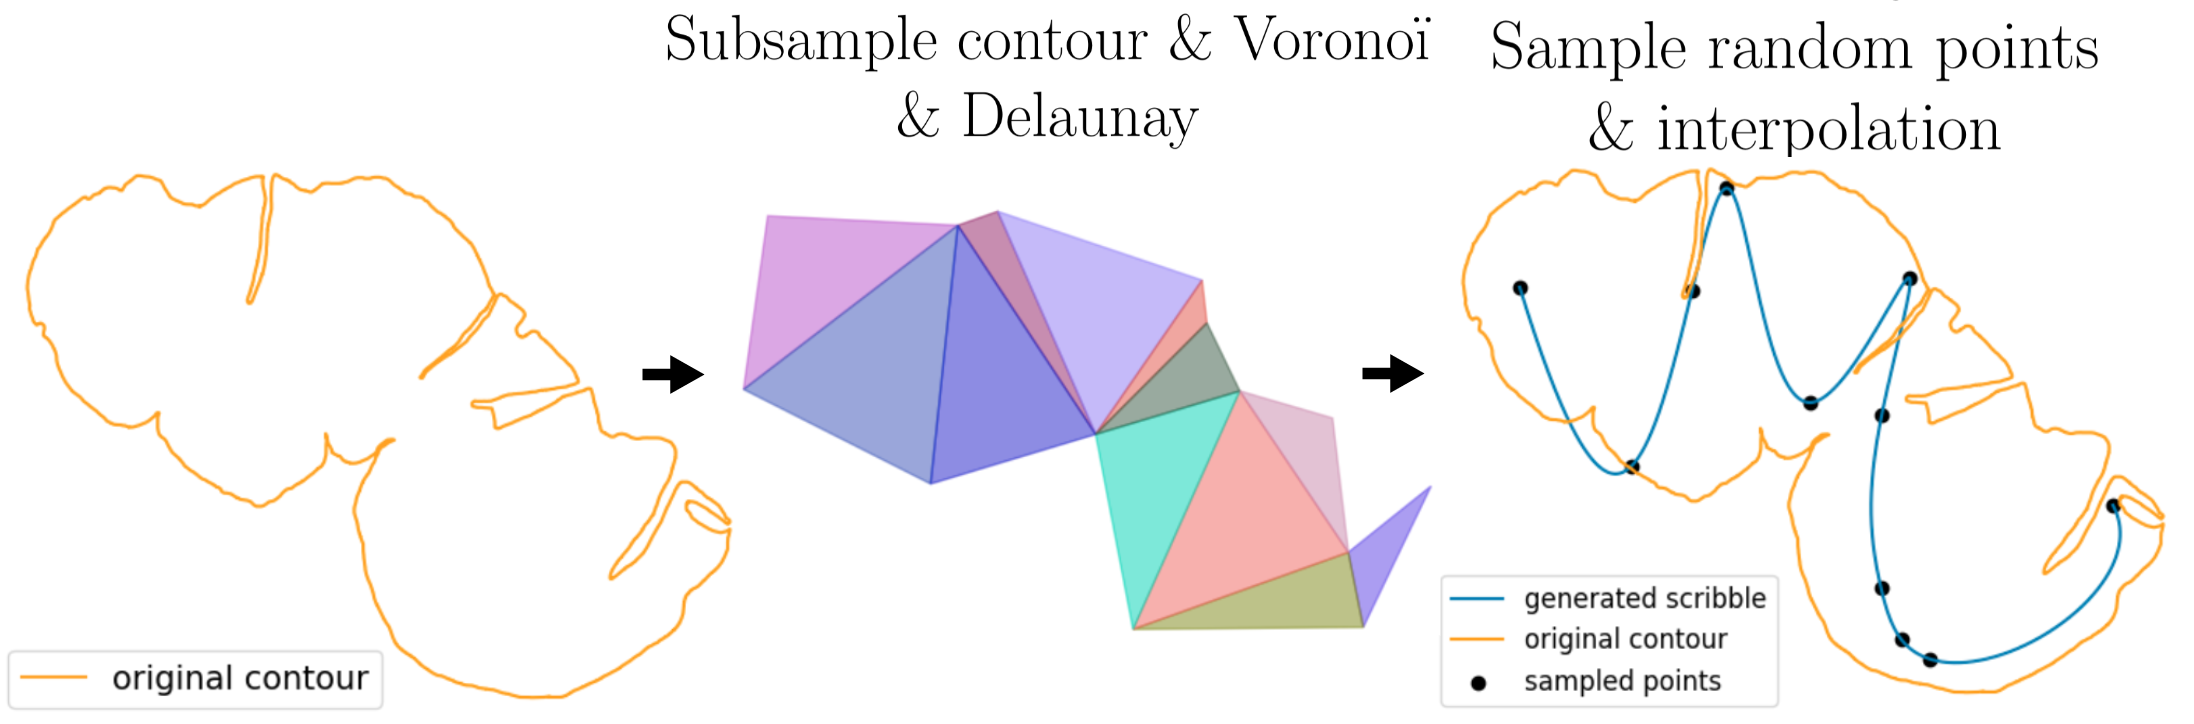 Subsample contour & Voronoï
& Delaunay
Sample random points
& interpolation
original contour
generated scribble
original contour
sampled points